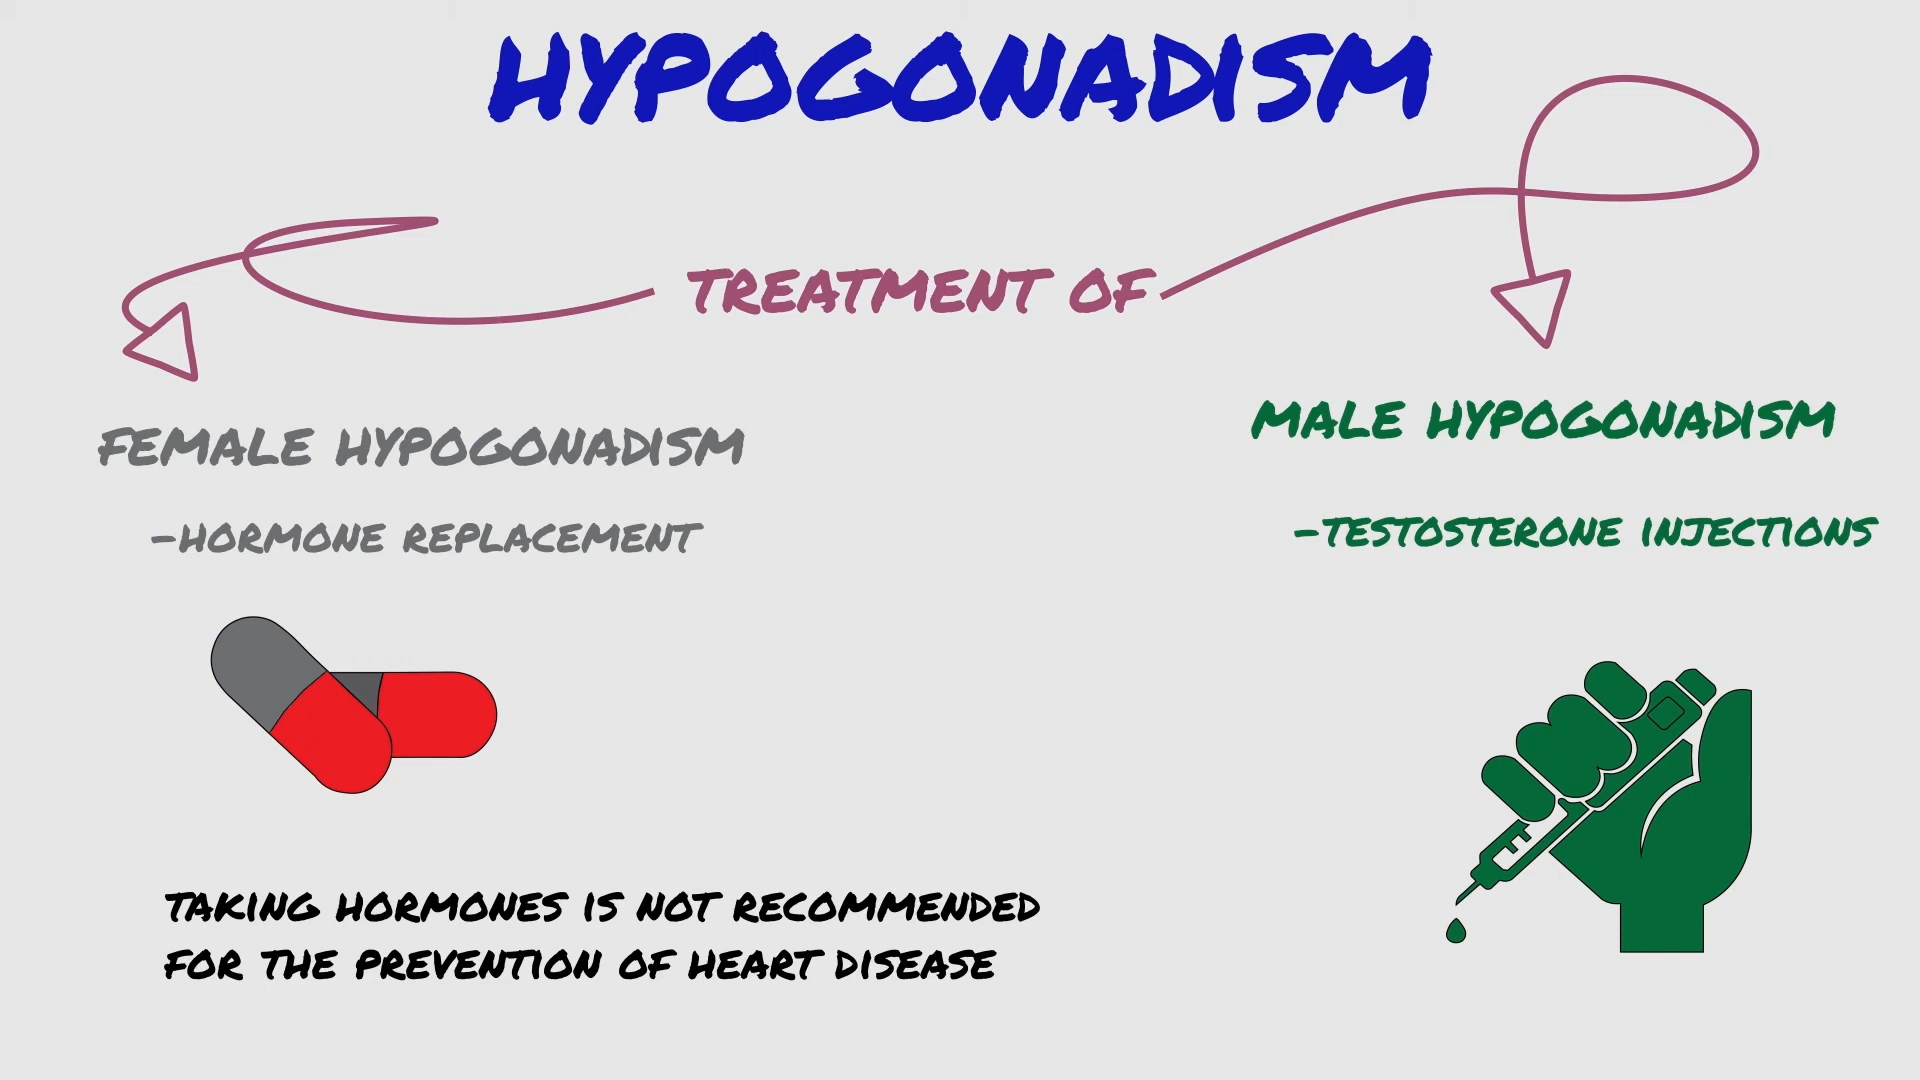 HYPOGONADISM
TREATMENT OF
FEMALE HYPOGONADISM
-HORMONE REPLACEMENT
MALE HYPOGONADISM
-TESTOSTERONE INJECTIONS
TAKING HORMONES IS NOT RECOMMENDED
FOR THE PREVENTION OF HEART DISEASE